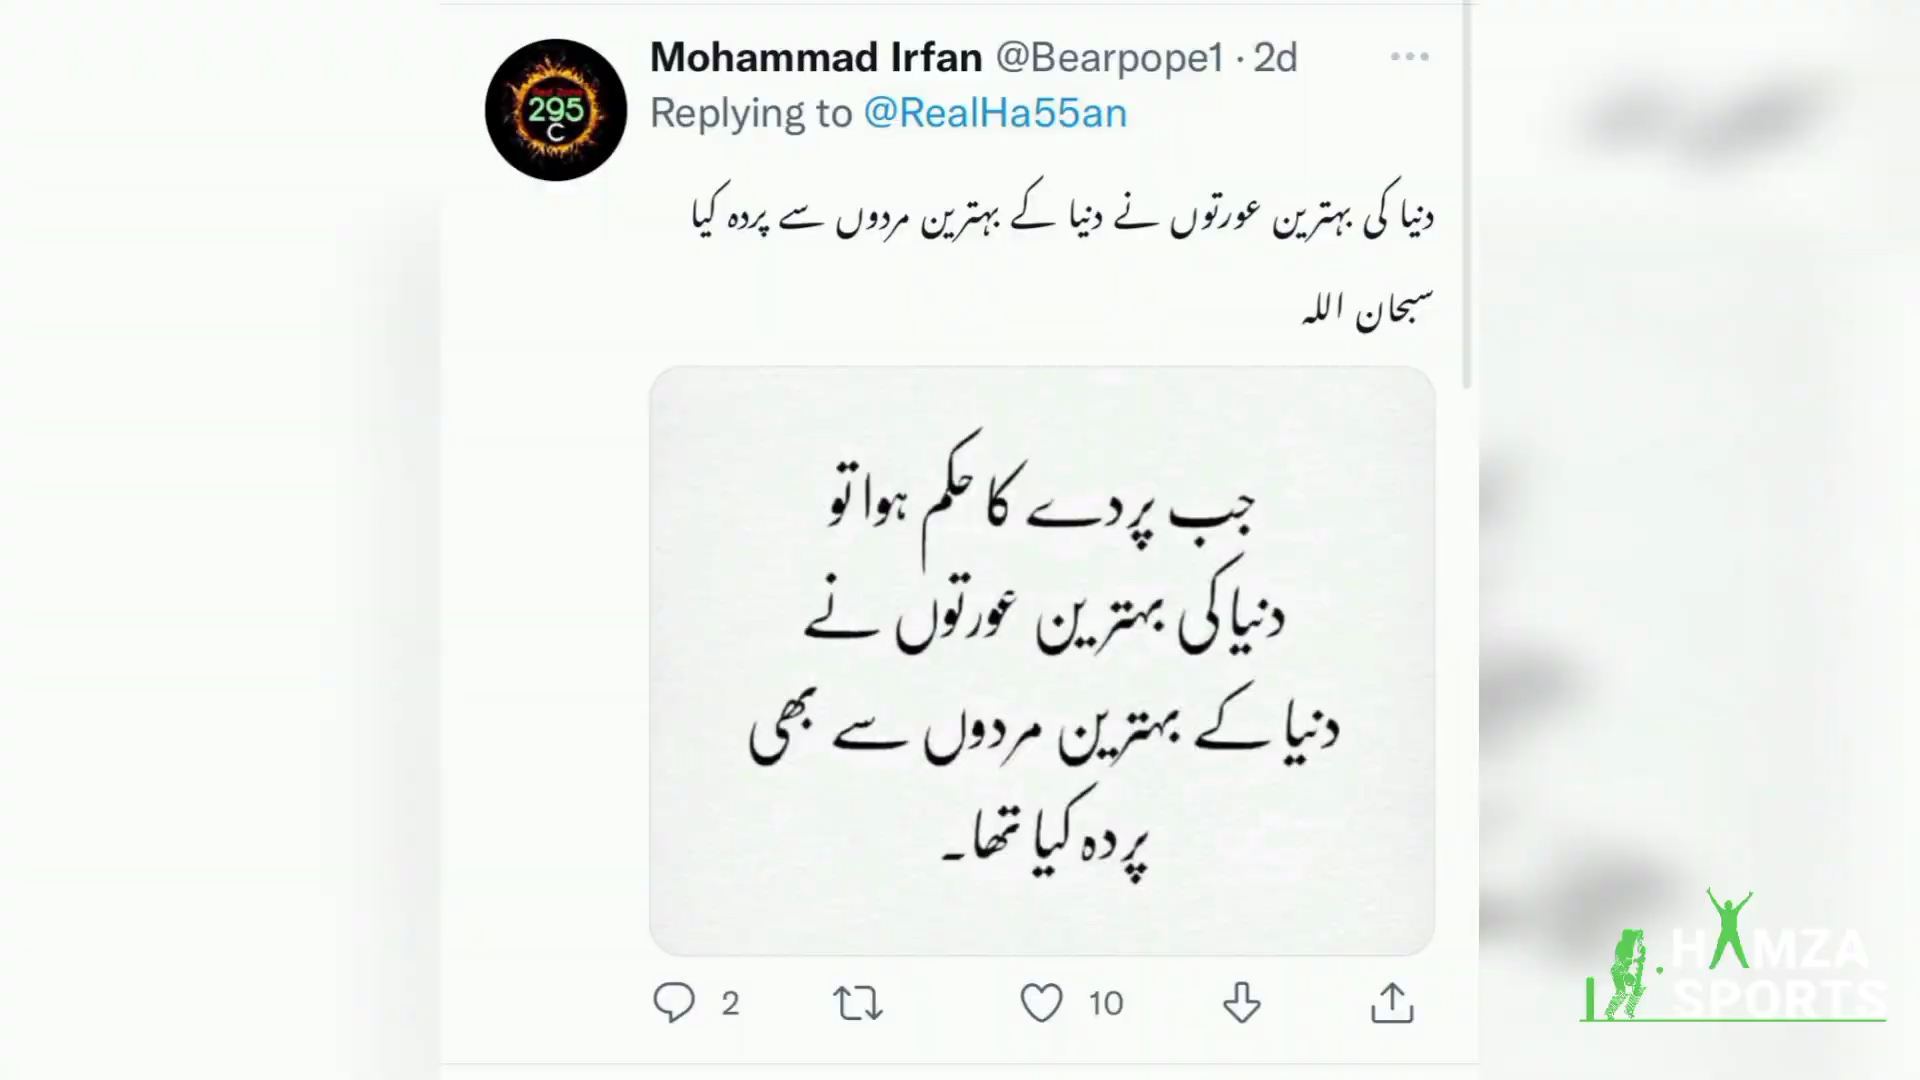 Mohammad Irfan @Bearpope1 · 2d
Replying to @RealHa55an
295
C
دنیا کی بہترین عورتوں نے دنیا کے بہترین مردوں سے پردہ کیا
سبحان اللہ
جب پردے کا حکم ہوا تو
دنیا کی بہترین عورتوں نے
دنیا کے بہترین مردوں سے بھی
پردہ کیا تھا۔
2
10
HAMZA
SPORTS